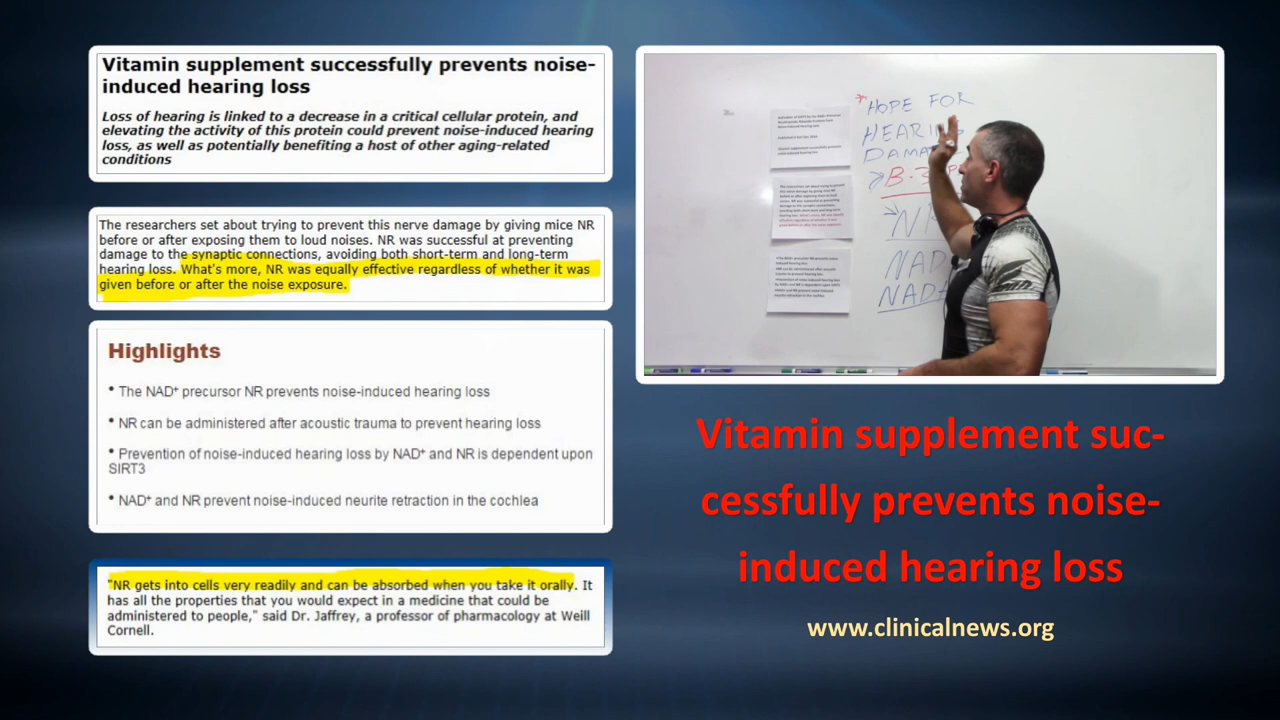 Vitamin supplement successfully prevents noise-
induced hearing loss
Loss of hearing is linked to a decrease in a critical cellular protein, and
elevating the activity of this protein could prevent noise-induced hearing
loss, as well as potentially benefiting a host of other aging-related
conditions
The researchers set about trying to prevent this nerve damage by giving mice NR
before or after exposing them to loud noises. NR was successful at preventing
damage to the synaptic connections, avoiding both short-term and long-term
hearing loss. What's more, NR was equally effective regardless of whether it was
given before or after the noise exposure.
Highlights
• The NAD+ precursor NR prevents noise-induced hearing loss
• NR can be administered after acoustic trauma to prevent hearing loss
• Prevention of noise-induced hearing loss by NAD+ and NR is dependent upon
SIRT3
• NAD+ and NR prevent noise-induced neurite retraction in the cochlea
"NR gets into cells very readily and can be absorbed when you take it orally. It
has all the properties that you would expect in a medicine that could be
administered to people," said Dr. Jaffrey, a professor of pharmacology at Weill
Cornell.
* HOPE FOR
HEARING
DAMA
B-3
NR
NAD
NAD
Vitamin supplement suc-
cessfully prevents noise-
induced hearing loss
www.clinicalnews.org